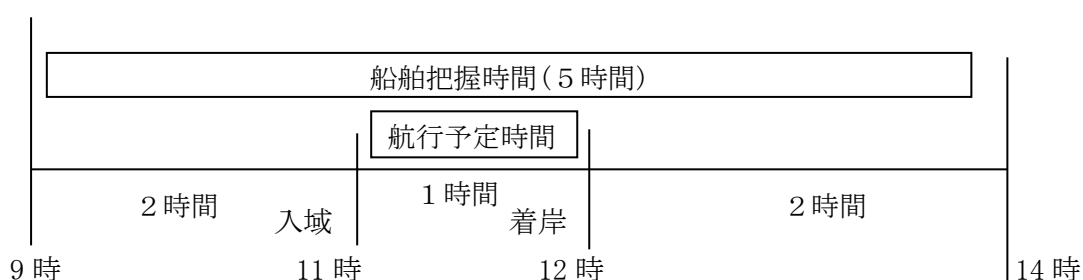 船舶把握時間(5時間)
航行予定時間
2時間 入域 1時間 着岸 2時間
9時 11時 12時 14時